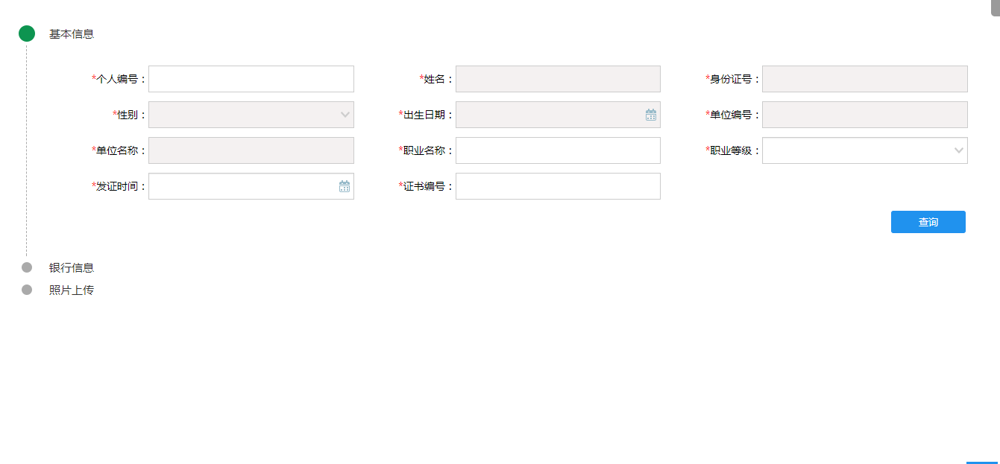 基本信息
*个人编号： *姓名： *身份证号：
*性别： *出生日期： *单位编号：
*单位名称： *职业名称： *职业等级：
*发证时间： *证书编号：
查询
银行信息
照片上传